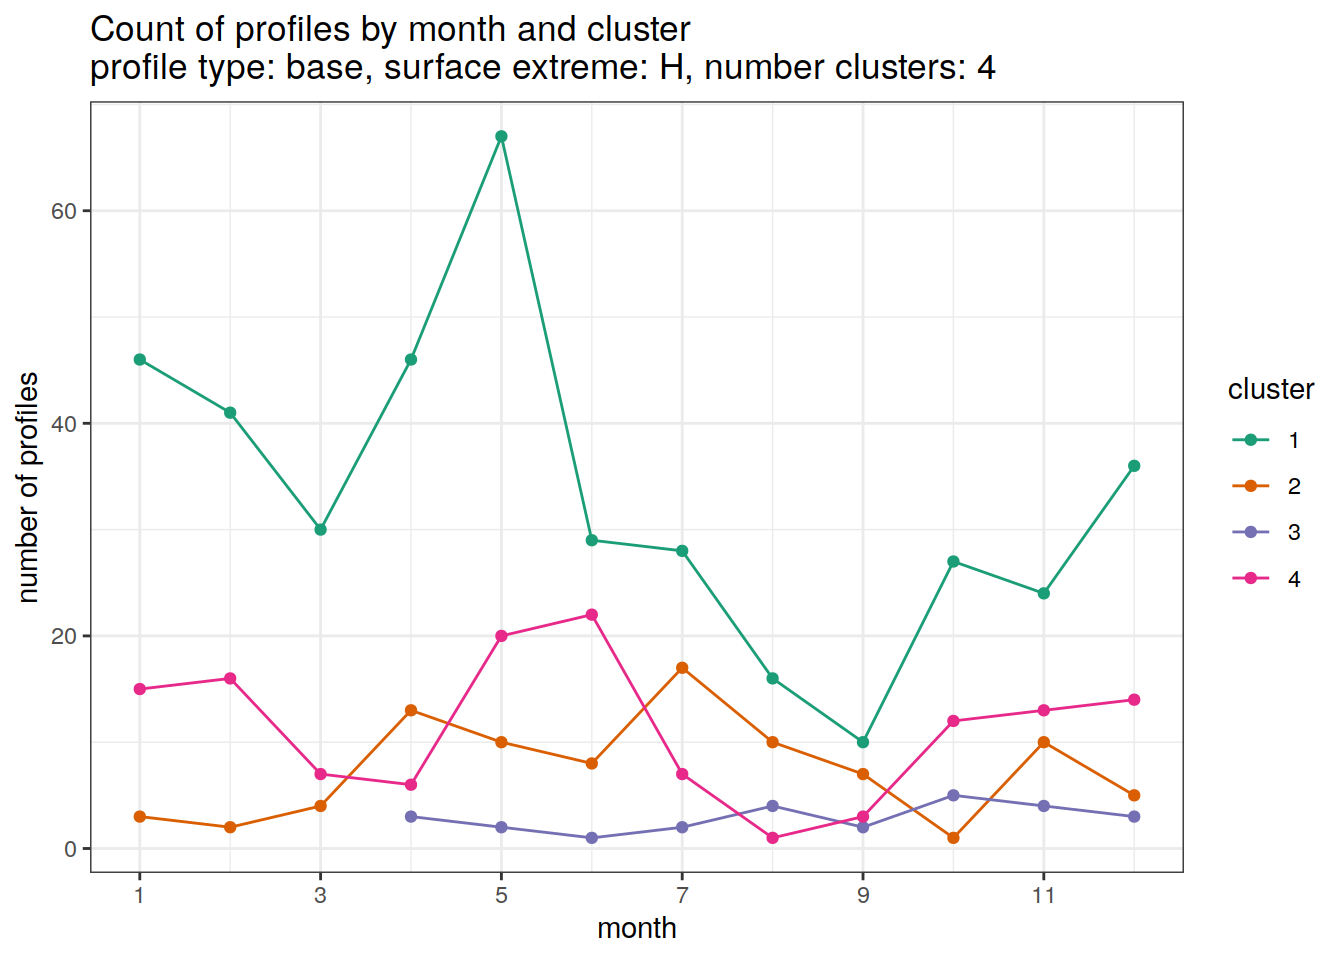 Count of profiles by month and cluster
profile type: base, surface extreme: H, number clusters: 4
number of profiles
60
40
20
0
1 3 5 7 9 11
month
cluster
1
2
3
4